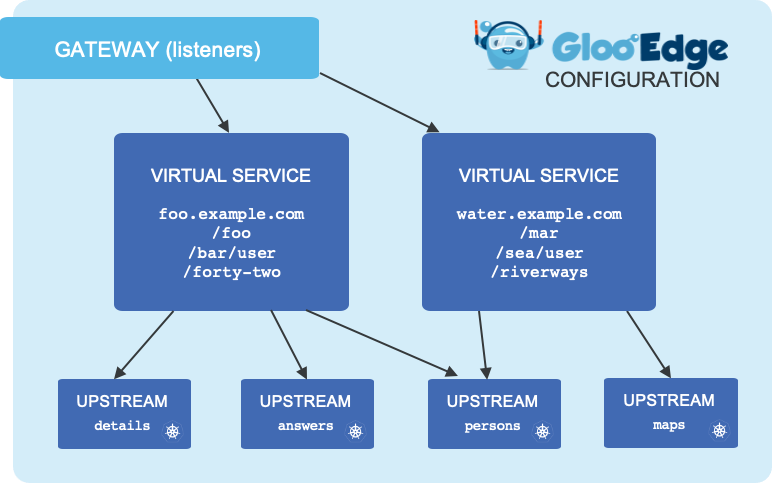 GATEWAY (listeners)
Gloo Edge
CONFIGURATION
VIRTUAL SERVICE
foo.example.com
/foo
/bar/user
/forty-two
VIRTUAL SERVICE
water.example.com
/mar
/sea/user
/riverways
UPSTREAM
details
UPSTREAM
answers
UPSTREAM
persons
UPSTREAM
maps